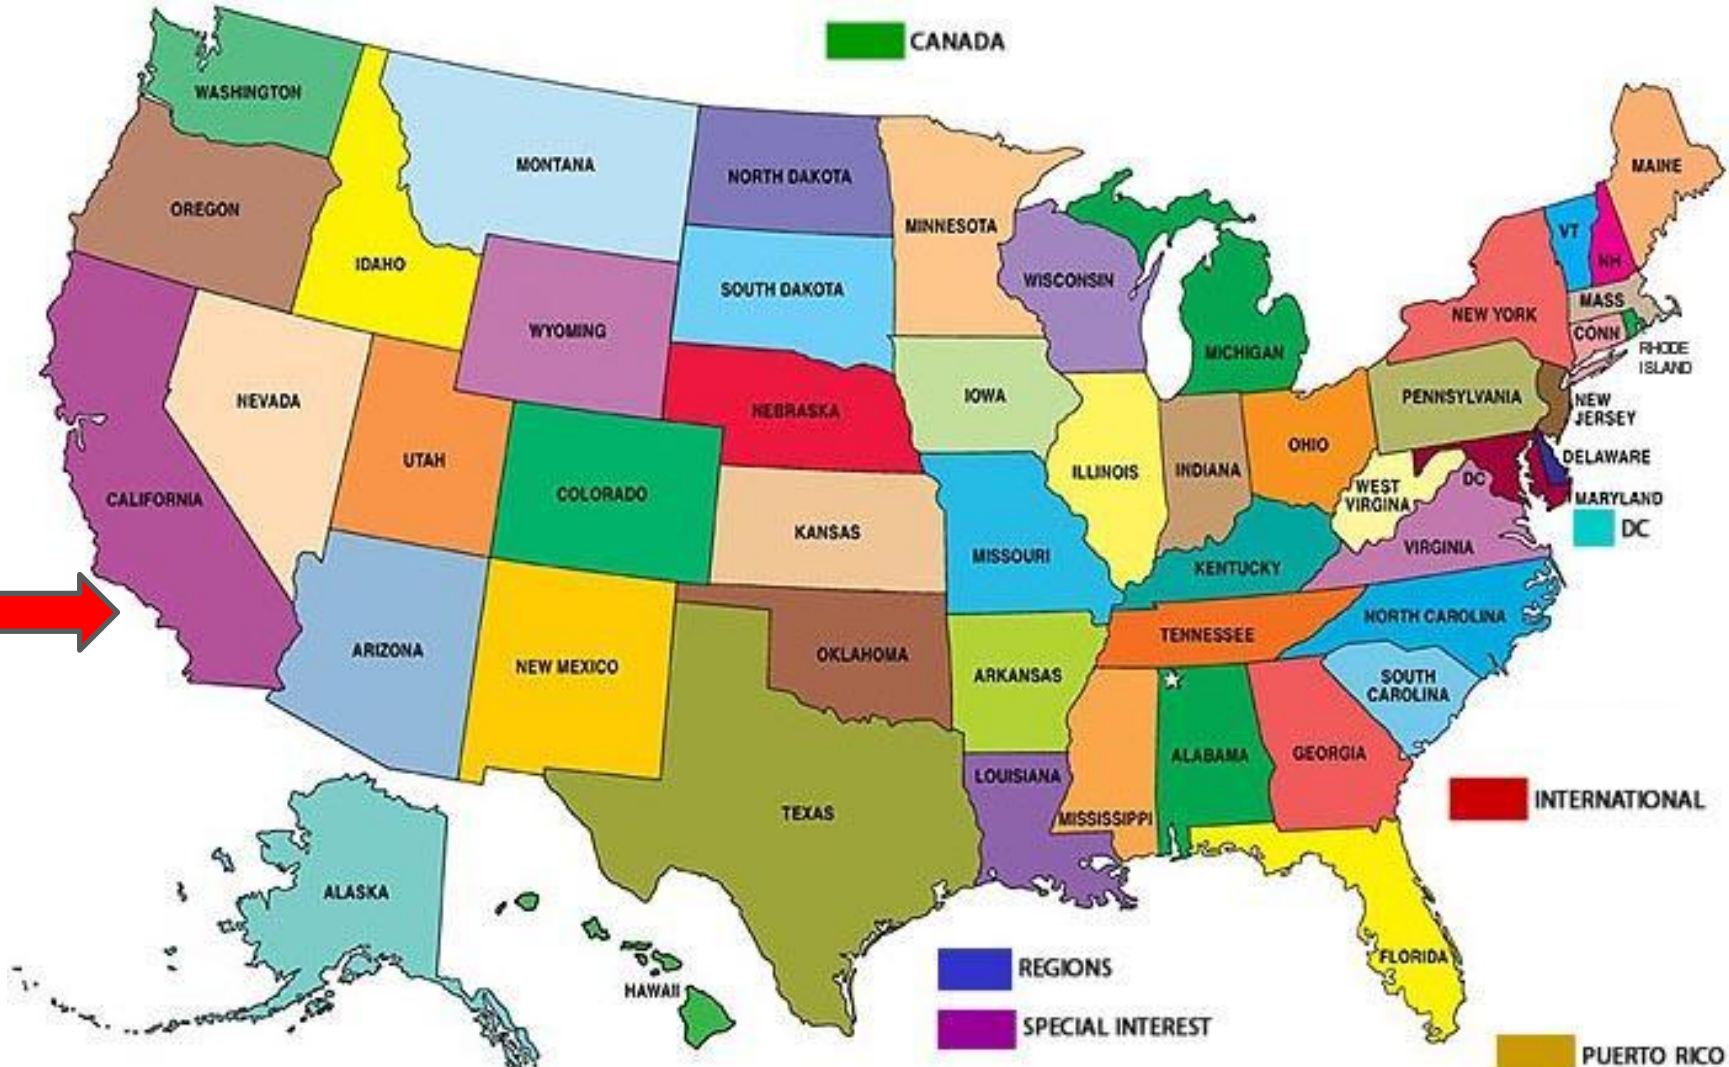 CANADA
WASHINGTON
MONTANA
NORTH DAKOTA
MINNESOTA
MAINE
OREGON
IDAHO
VT
NH
WISCONSIN
SOUTH DAKOTA
WYOMING
MASS
NEW YORK
CONN
MICHIGAN
RHODE
ISLAND
NEVADA
NEBRASKA
IOWA
PENNSYLVANIA
NEW
JERSEY
UTAH
OHIO
DELAWARE
CALIFORNIA
COLORADO
ILLINOIS
INDIANA
WEST
VIRGINA
DC
MARYLAND
DC
KANSAS
MISSOURI
KENTUCKY
VIRGINIA
NORTH CAROLINA
ARIZONA
NEW MEXICO
OKLAHOMA
TENNESSEE
ARKANSAS
SOUTH
CAROLINA
LOUISIANA
ALABAMA
GEORGIA
INTERNATIONAL
TEXAS
MISSISSIPPI
ALASKA
FLORIDA
REGIONS
HAWAII
SPECIAL INTEREST
PUERTO RICO